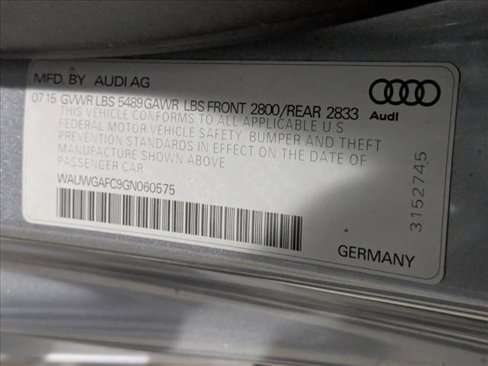 MFD. BY AUDI AG
07 15 GVWR LBS 5489 GAWR LBS FRONT 2800/REAR 2833
THIS VEHICLE CONFORMS TO ALL APPLICABLE U S
FEDERAL MOTOR VEHICLE SAFETY, BUMPER AND THEFT
PREVENTION STANDARDS IN EFFECT ON THE DATE OF
MANUFACTURE SHOWN ABOVE
PASSENGER CAR
WAUWGAFC9GN060575
Audi
3152745
GERMANY